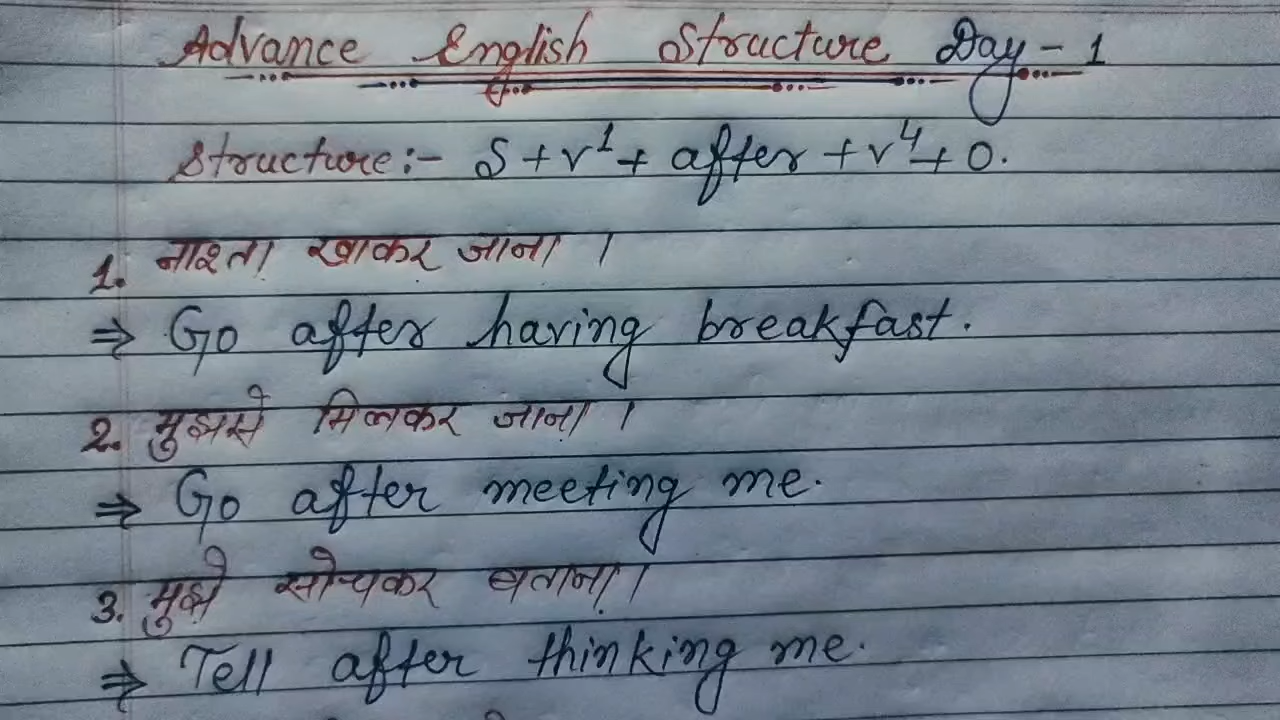 Advance English Structure Day - 1
Structure:- S + v¹ + after + v⁴ + O.
1. नाश्ता खाकर जाना ।
⇒ Go after having breakfast.
2. मुझसे मिलकर जाना ।
⇒ Go after meeting me.
3. मुझे सोचकर बताना ।
⇒ Tell after thinking me.